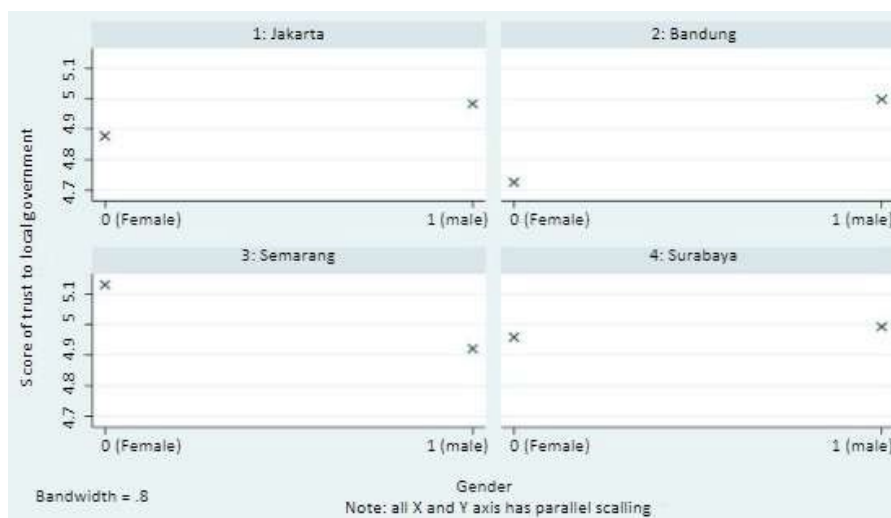 1: Jakarta
2: Bandung
5.1
5
4.9
4.8
4.7
0 (Female)
1 (male)
0 (Female)
1 (male)
3: Semarang
4: Surabaya
5.1
5
4.9
4.8
4.7
0 (Female)
1 (male)
0 (Female)
1 (male)
Score of trust to local government
Gender
Bandwidth = .8
Note: all X and Y axis has parallel scalling